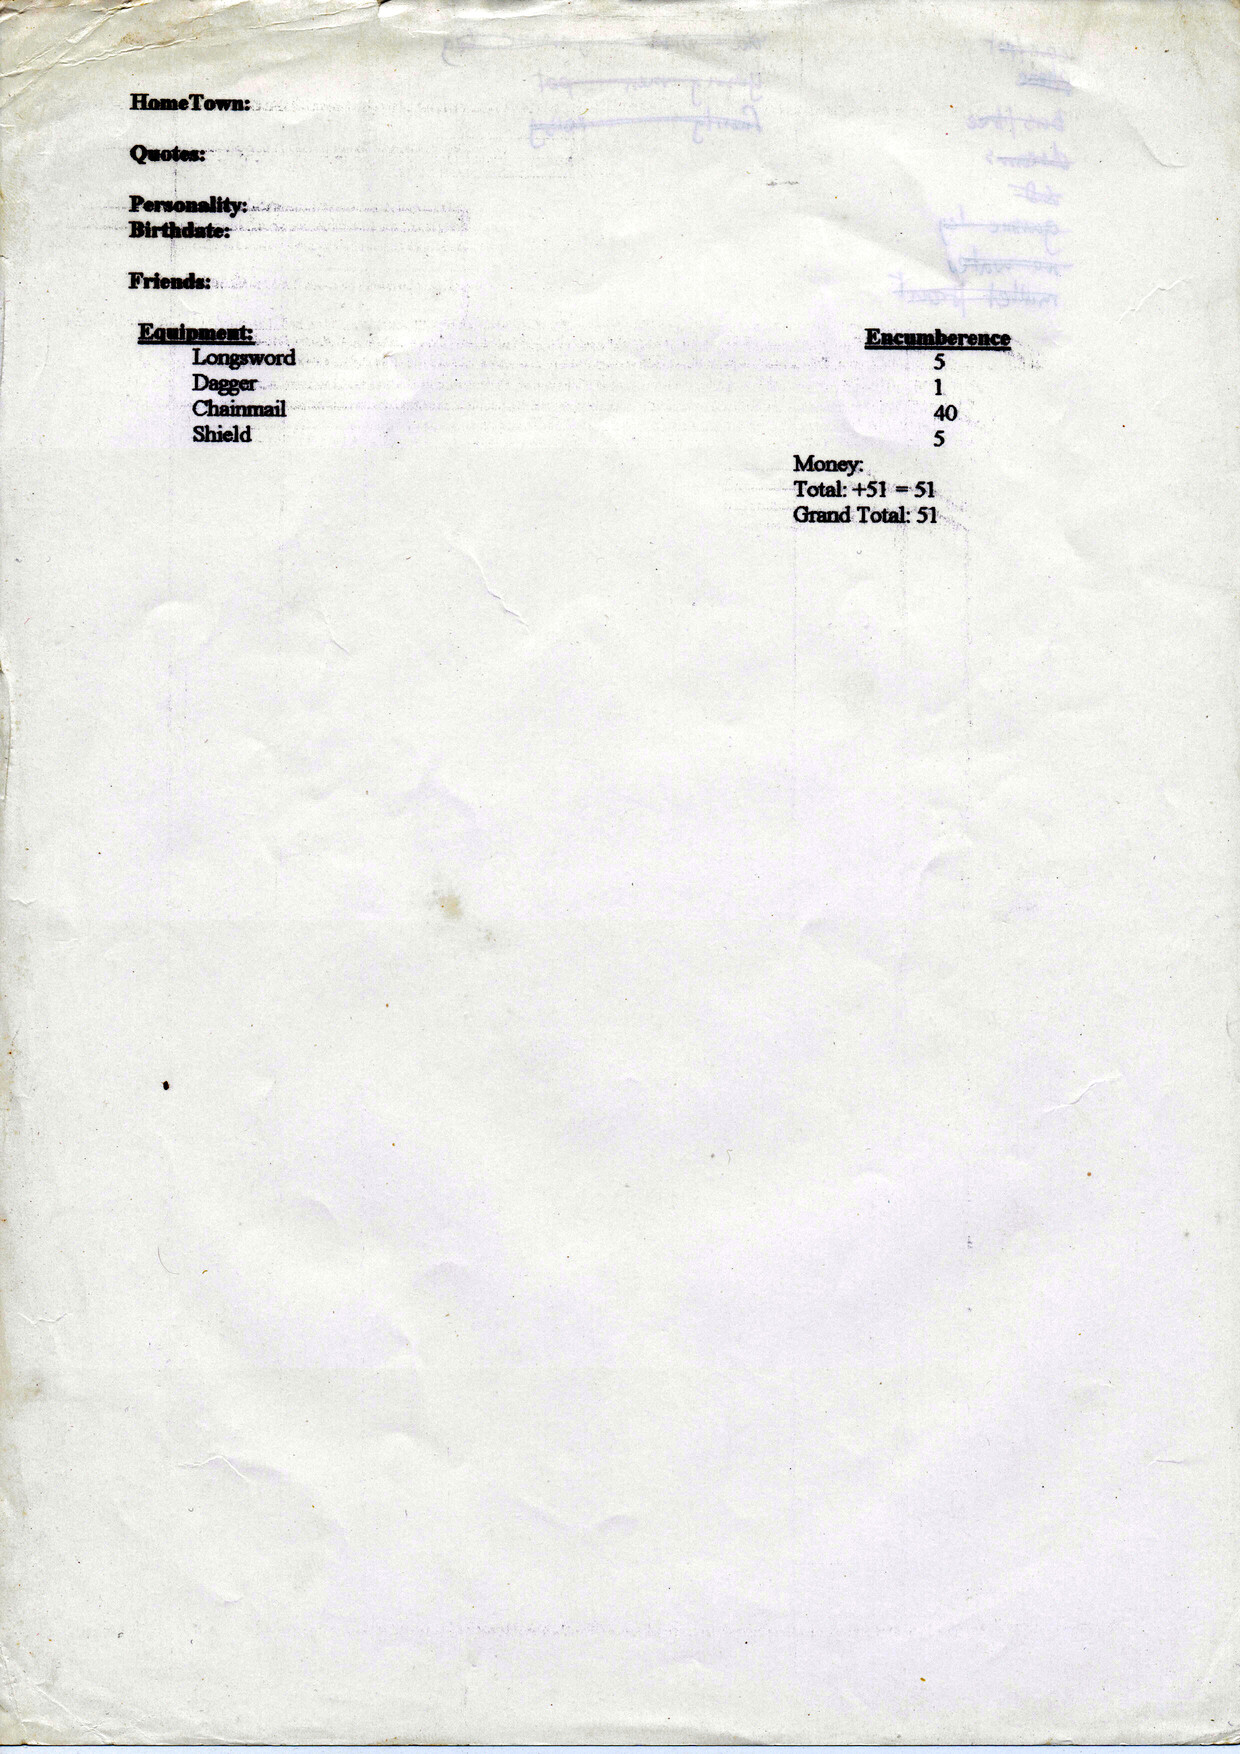 HomeTown:
Quotes:
Personality:
Birthdate:
Friends:
Equipment: Encumberence
Longsword 5
Dagger 1
Chainmail 40
Shield 5
Money:
Total: +51 = 51
Grand Total: 51